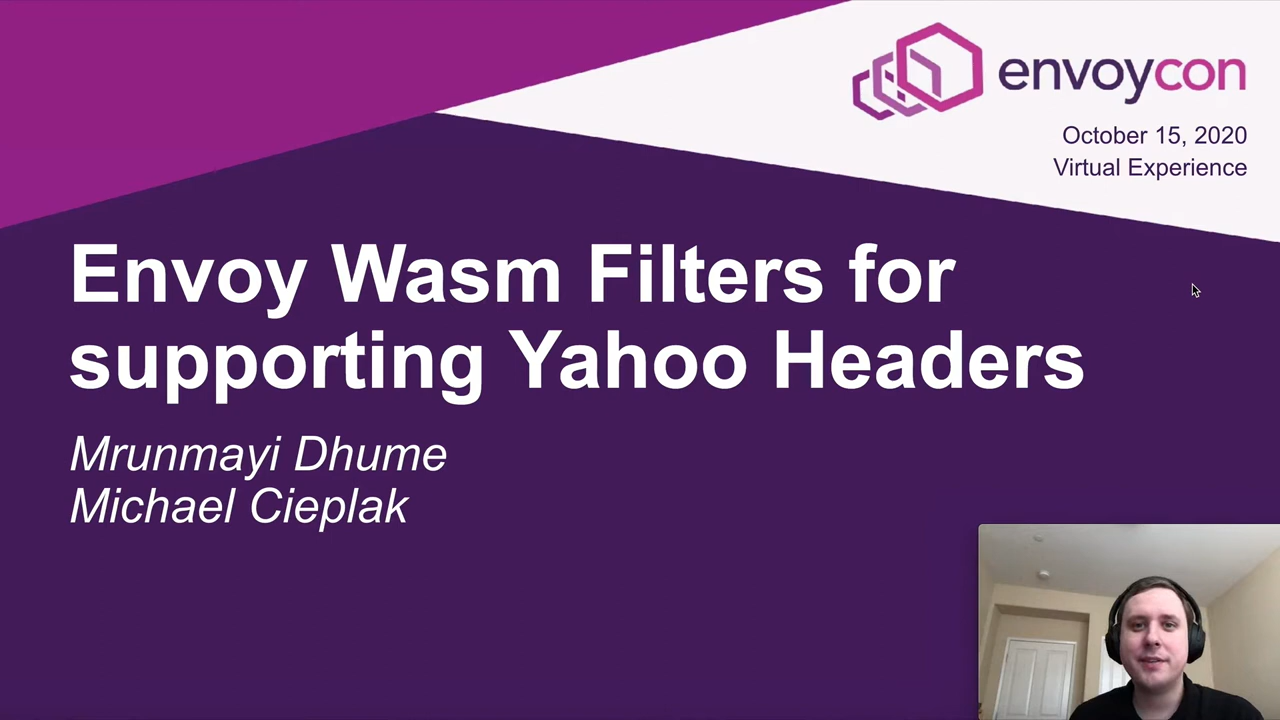 envoycon
October 15, 2020
Virtual Experience
Envoy Wasm Filters for
supporting Yahoo Headers
Mrunmayi Dhume
Michael Cieplak